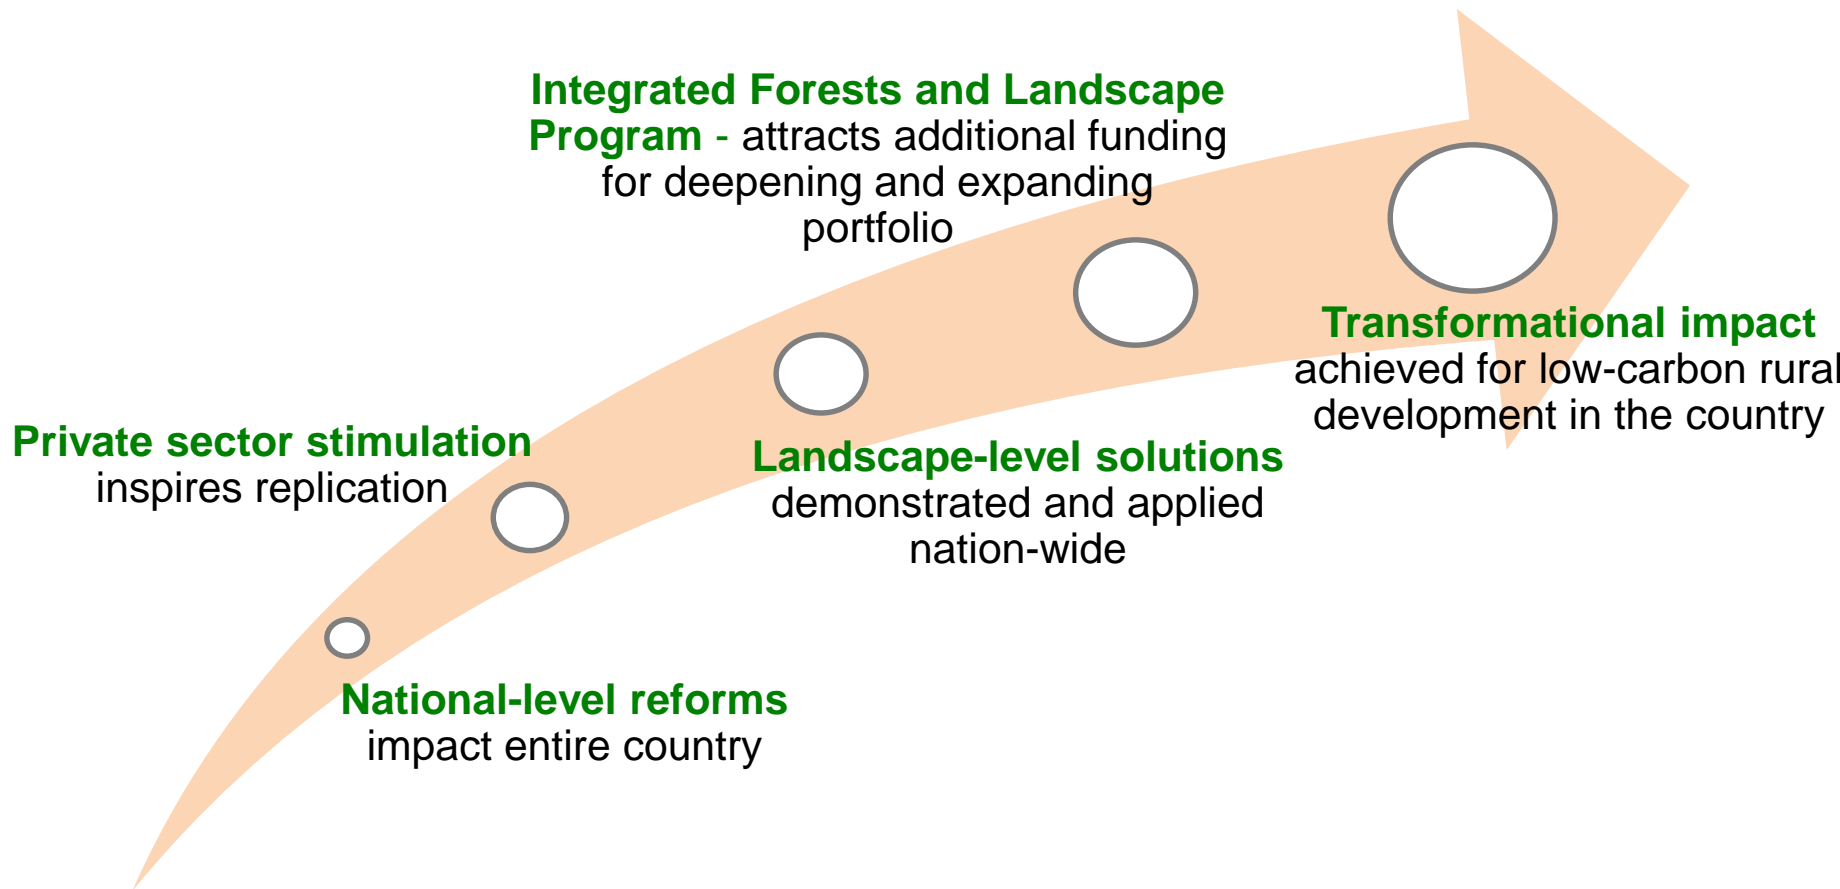 Integrated Forests and Landscape
Program - attracts additional funding
for deepening and expanding
portfolio
Transformational impact
achieved for low-carbon rural
development in the country
Private sector stimulation
inspires replication
Landscape-level solutions
demonstrated and applied
nation-wide
National-level reforms
impact entire country